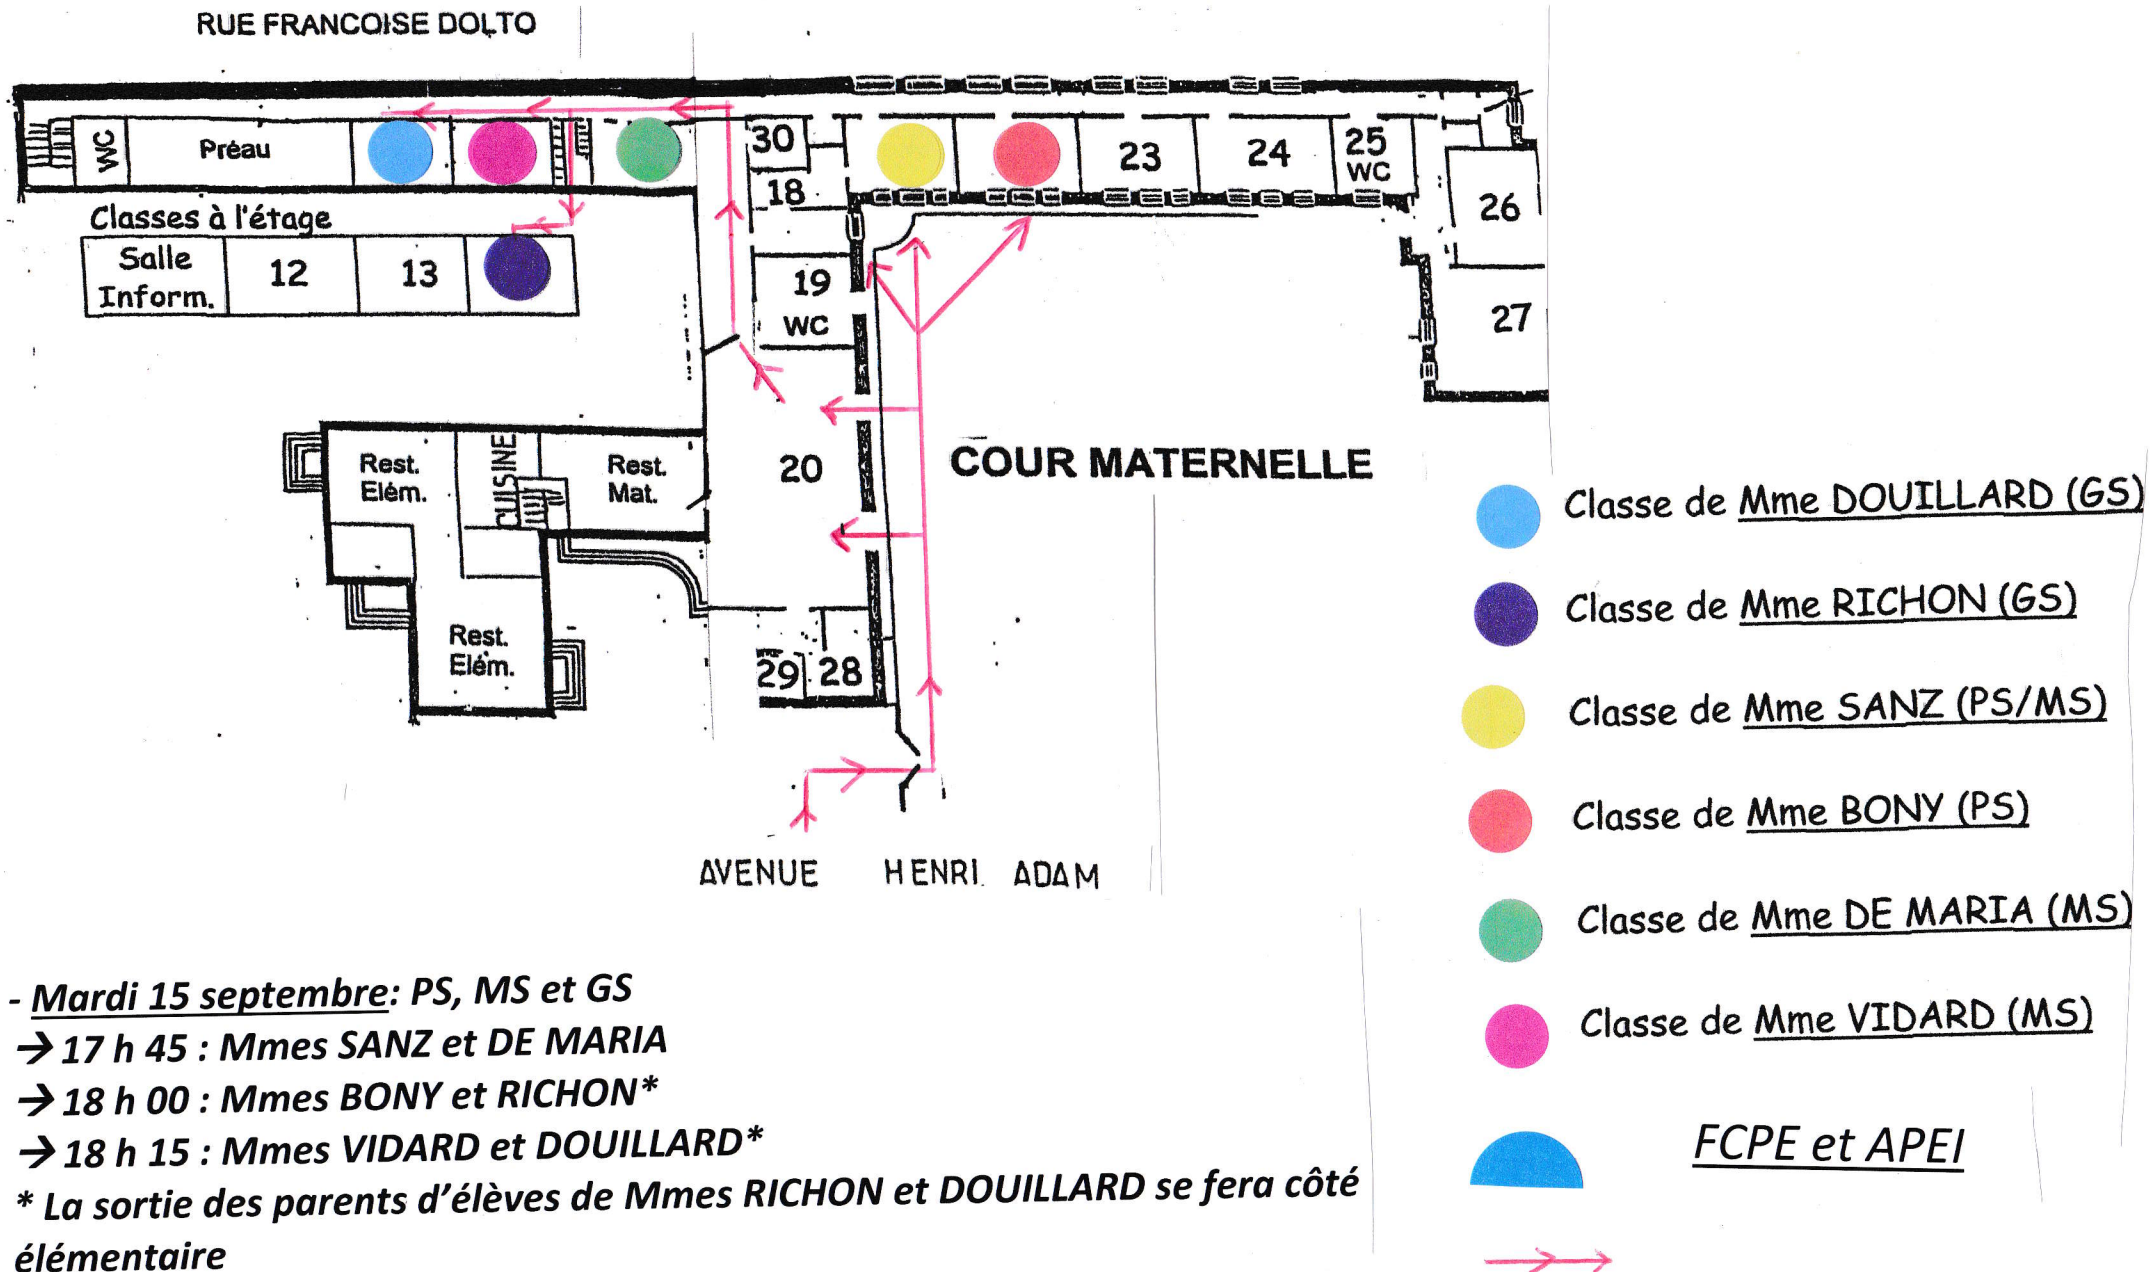 RUE FRANCOISE DOLTO
WC
Préau
30
18
23
24
25
WC
26
27
Classes à l'étage
Salle
Inform.
12
13
19
WC
20
Rest.
Elém.
CUISINE
Rest.
Mat.
Rest.
Elém.
29
28
COUR MATERNELLE
AVENUE HENRI ADAM
Classe de Mme DOUILLARD (GS)
Classe de Mme RICHON (GS)
Classe de Mme SANZ (PS/MS)
Classe de Mme BONY (PS)
Classe de Mme DE MARIA (MS)
Classe de Mme VIDARD (MS)
FCPE et APEI
- Mardi 15 septembre: PS, MS et GS
→ 17 h 45 : Mmes SANZ et DE MARIA
→ 18 h 00 : Mmes BONY et RICHON*
→ 18 h 15 : Mmes VIDARD et DOUILLARD*
* La sortie des parents d'élèves de Mmes RICHON et DOUILLARD se fera côté
élémentaire